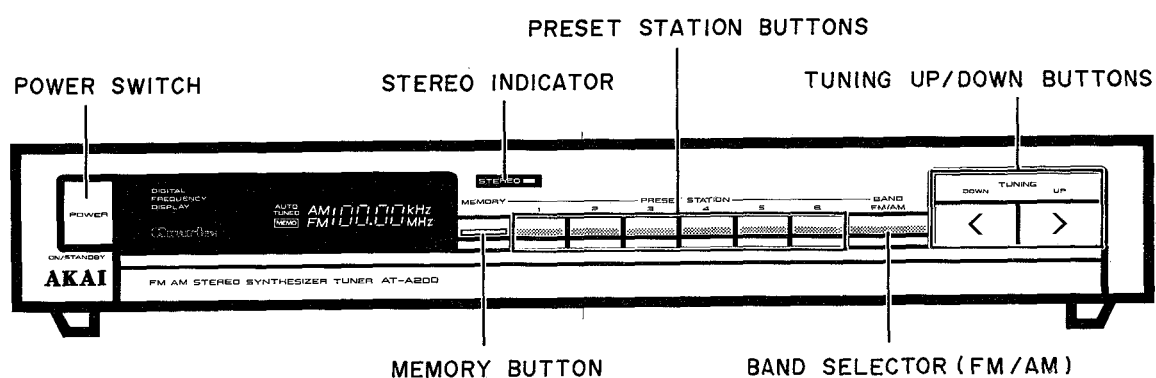 PRESET STATION BUTTONS
POWER SWITCH
STEREO INDICATOR
TUNING UP/DOWN BUTTONS
STEREO
DIGITAL
FREQUENCY
DISPLAY
AUTO
TUNED
MEMO
AM 100.00 kHz
FM MHz
POWER
MEMORY
PRESET STATION
1 2 3 4 5 6
BAND
FM/AM
TUNING
DOWN UP
< >
ON/STANDBY
AKAI
FM AM STEREO SYNTHESIZER TUNER AT-A200
MEMORY BUTTON
BAND SELECTOR (FM/AM)